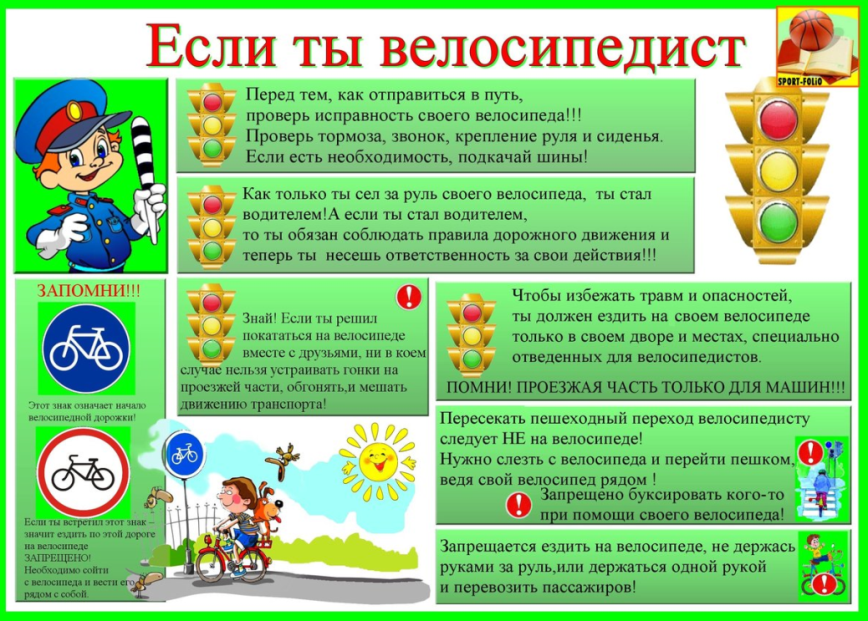 Если ты велосипедист
SPORT-FOLiO
Перед тем, как отправиться в путь,
проверь исправность своего велосипеда!!!
Проверь тормоза, звонок, крепление руля и сиденья.
Если есть необходимость, подкачай шины!
Как только ты сел за руль своего велосипеда, ты стал
водителем!А если ты стал водителем,
то ты обязан соблюдать правила дорожного движения и
теперь ты несешь ответственность за свои действия!!!
ЗАПОМНИ!!!
Этот знак означает начало
велосипедной дорожки!
Если ты встретил этот знак –
значит ездить по этой дороге
на велосипеде
ЗАПРЕЩЕНО!
Необходимо сойти
с велосипеда и вести его
рядом с собой.
Знай! Если ты решил
покататься на велосипеде
вместе с друзьями, ни в коем
случае нельзя устраивать гонки на
проезжей части, обгонять,и мешать
движению транспорта!
Чтобы избежать травм и опасностей,
ты должен ездить на своем велосипеде
только в своем дворе и местах, специально
отведенных для велосипедистов.
ПОМНИ! ПРОЕЗЖАЯ ЧАСТЬ ТОЛЬКО ДЛЯ МАШИН!!!
Пересекать пешеходный переход велосипедисту
следует НЕ на велосипеде!
Нужно слезть с велосипеда и перейти пешком,
ведя свой велосипед рядом !
Запрещено буксировать кого-то
при помощи своего велосипеда!
Запрещается ездить на велосипеде, не держась
руками за руль,или держаться одной рукой
и перевозить пассажиров!